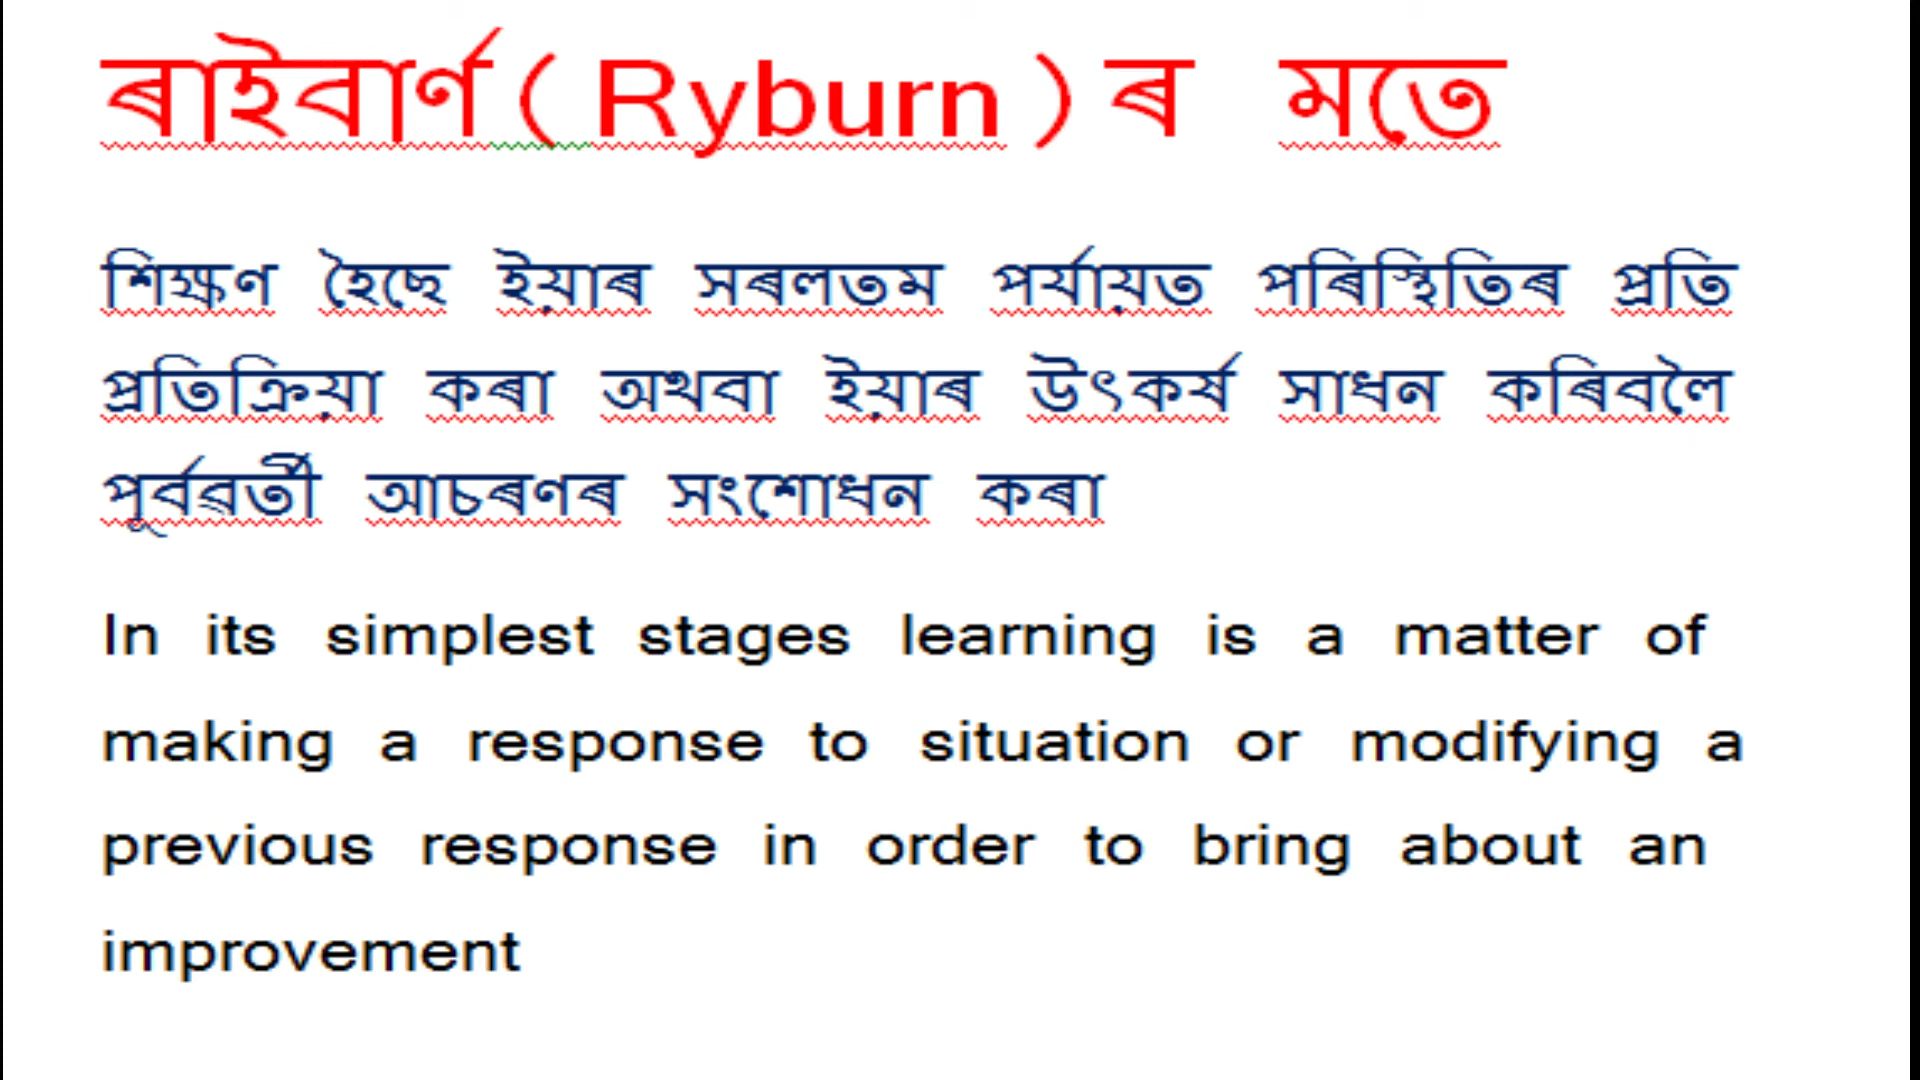 ৰাইবাৰ্ণ ( Ryburn ) ৰ মতে
শিক্ষণ হৈছে ইয়াৰ সৰলতম পৰ্যায়ত পৰিস্থিতিৰ প্ৰতি
প্ৰতিক্ৰিয়া কৰা অথবা ইয়াৰ উৎকৰ্ষ সাধন কৰিবলৈ
পূৰ্বৱৰ্তী আচৰণৰ সংশোধন কৰা
In its simplest stages learning is a matter of
making a response to situation or modifying a
previous response in order to bring about an
improvement